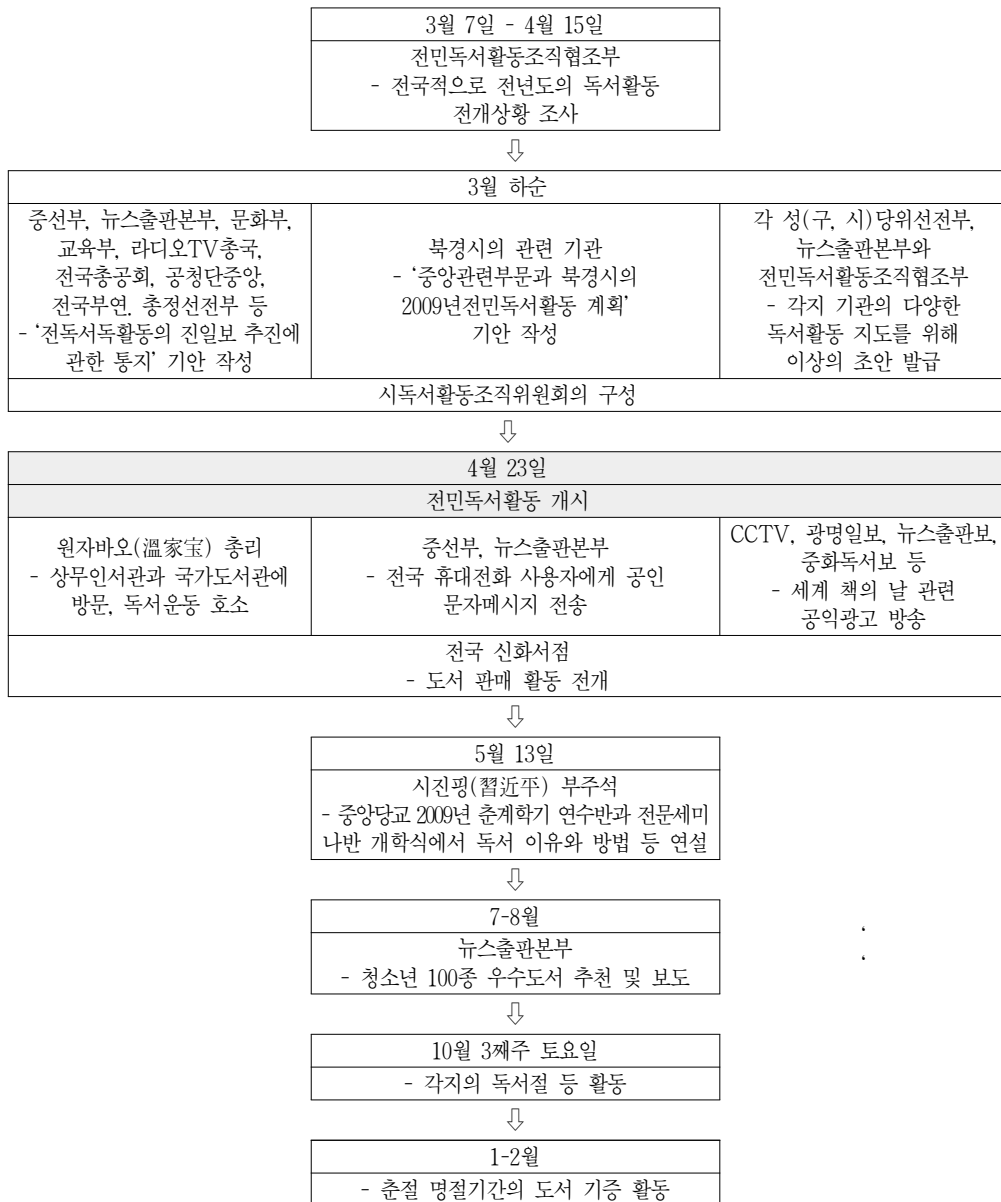 3월 7일 - 4월 15일
전민독서활동조직협조부
- 전국적으로 전년도의 독서활동
전개상황 조사
⇩
3월 하순
중선부, 뉴스출판본부, 문화부,
교육부, 라디오TV총국,
전국총공회, 공청단중앙,
전국부연. 총정선전부 등
- ‘전독서독활동의 진일보 추진에
관한 통지’ 기안 작성
북경시의 관련 기관
- ‘중앙관련부문과 북경시의
2009년전민독서활동 계획’
기안 작성
각 성(구, 시)당위선전부,
뉴스출판본부와
전민독서활동조직협조부
- 각지 기관의 다양한
독서활동 지도를 위해
이상의 초안 발급
시독서활동조직위원회의 구성
⇩
4월 23일
전민독서활동 개시
원자바오(溫家宝) 총리
- 상무인서관과 국가도서관에
방문, 독서운동 호소
중선부, 뉴스출판본부
- 전국 휴대전화 사용자에게 공인
문자메시지 전송
CCTV, 광명일보, 뉴스출판보,
중화독서보 등
- 세계 책의 날 관련
공익광고 방송
전국 신화서점
- 도서 판매 활동 전개
⇩
5월 13일
시진핑(習近平) 부주석
- 중앙당교 2009년 춘계학기 연수반과 전문세미
나반 개학식에서 독서 이유와 방법 등 연설
⇩
7-8월
뉴스출판본부
- 청소년 100종 우수도서 추천 및 보도
⇩
10월 3째주 토요일
- 각지의 독서절 등 활동
⇩
1-2월
- 춘절 명절기간의 도서 기증 활동